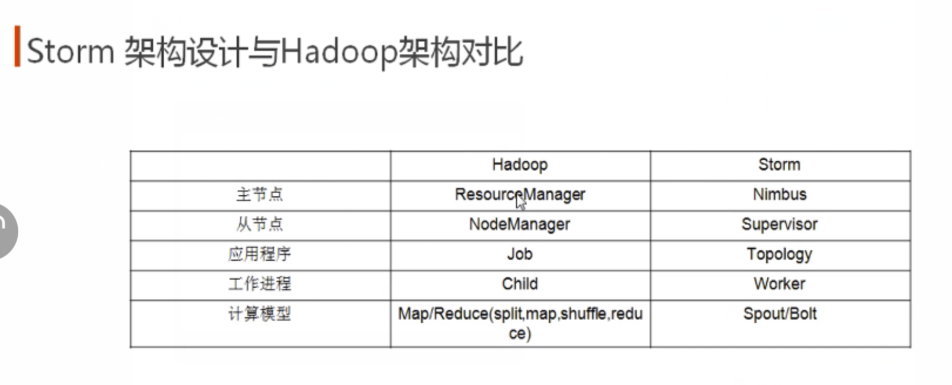 Storm 架构设计与Hadoop架构对比
Hadoop Storm
主节点 ResourceManager Nimbus
从节点 NodeManager Supervisor
应用程序 Job Topology
工作进程 Child Worker
计算模型 Map/Reduce(split,map,shuffle,redu Spout/Bolt
ce)